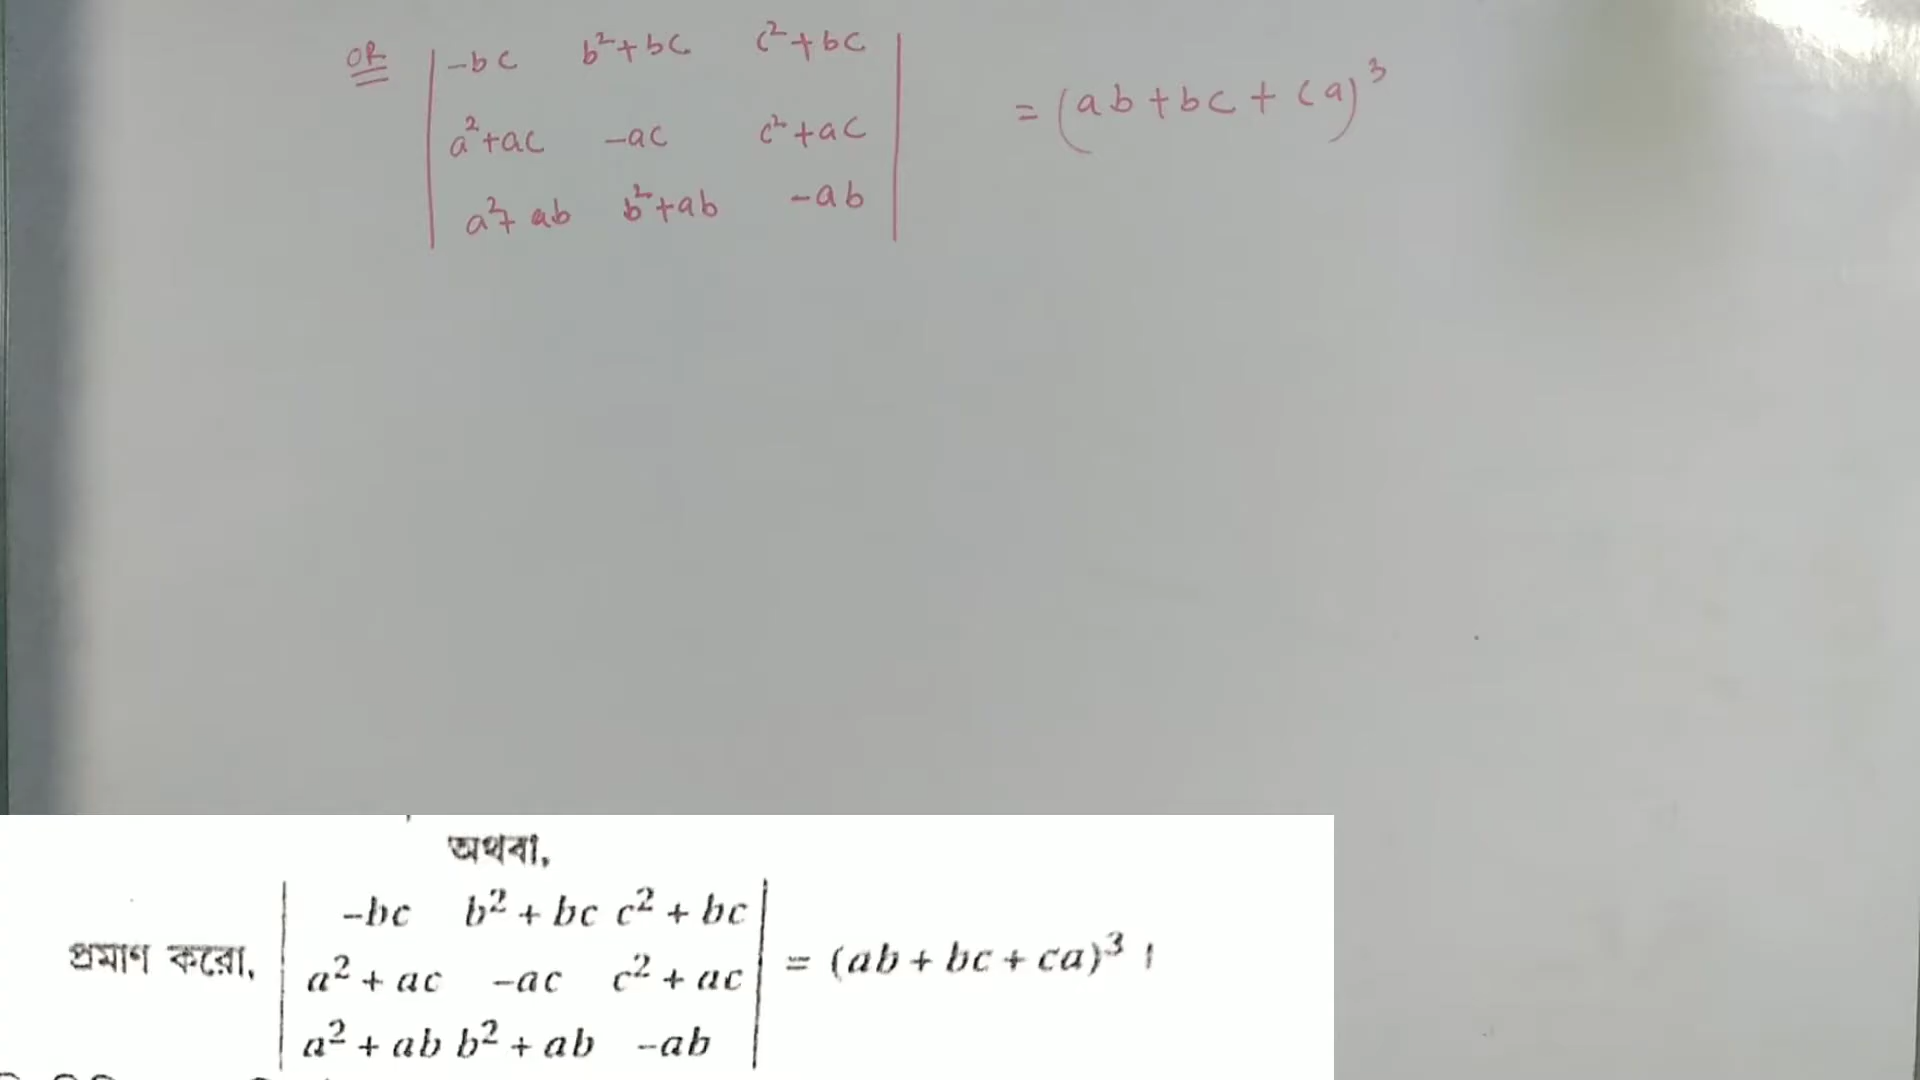 OR | -bc b²+bc c²+bc |
| a²+ac -ac c²+ac | = (ab+bc+ca)³
| a²+ab b²+ab -ab |
অথবা,
| -bc b² + bc c² + bc |
প্রমাণ করো, | a² + ac -ac c² + ac | = (ab + bc + ca)³ ।
| a² + ab b² + ab -ab |